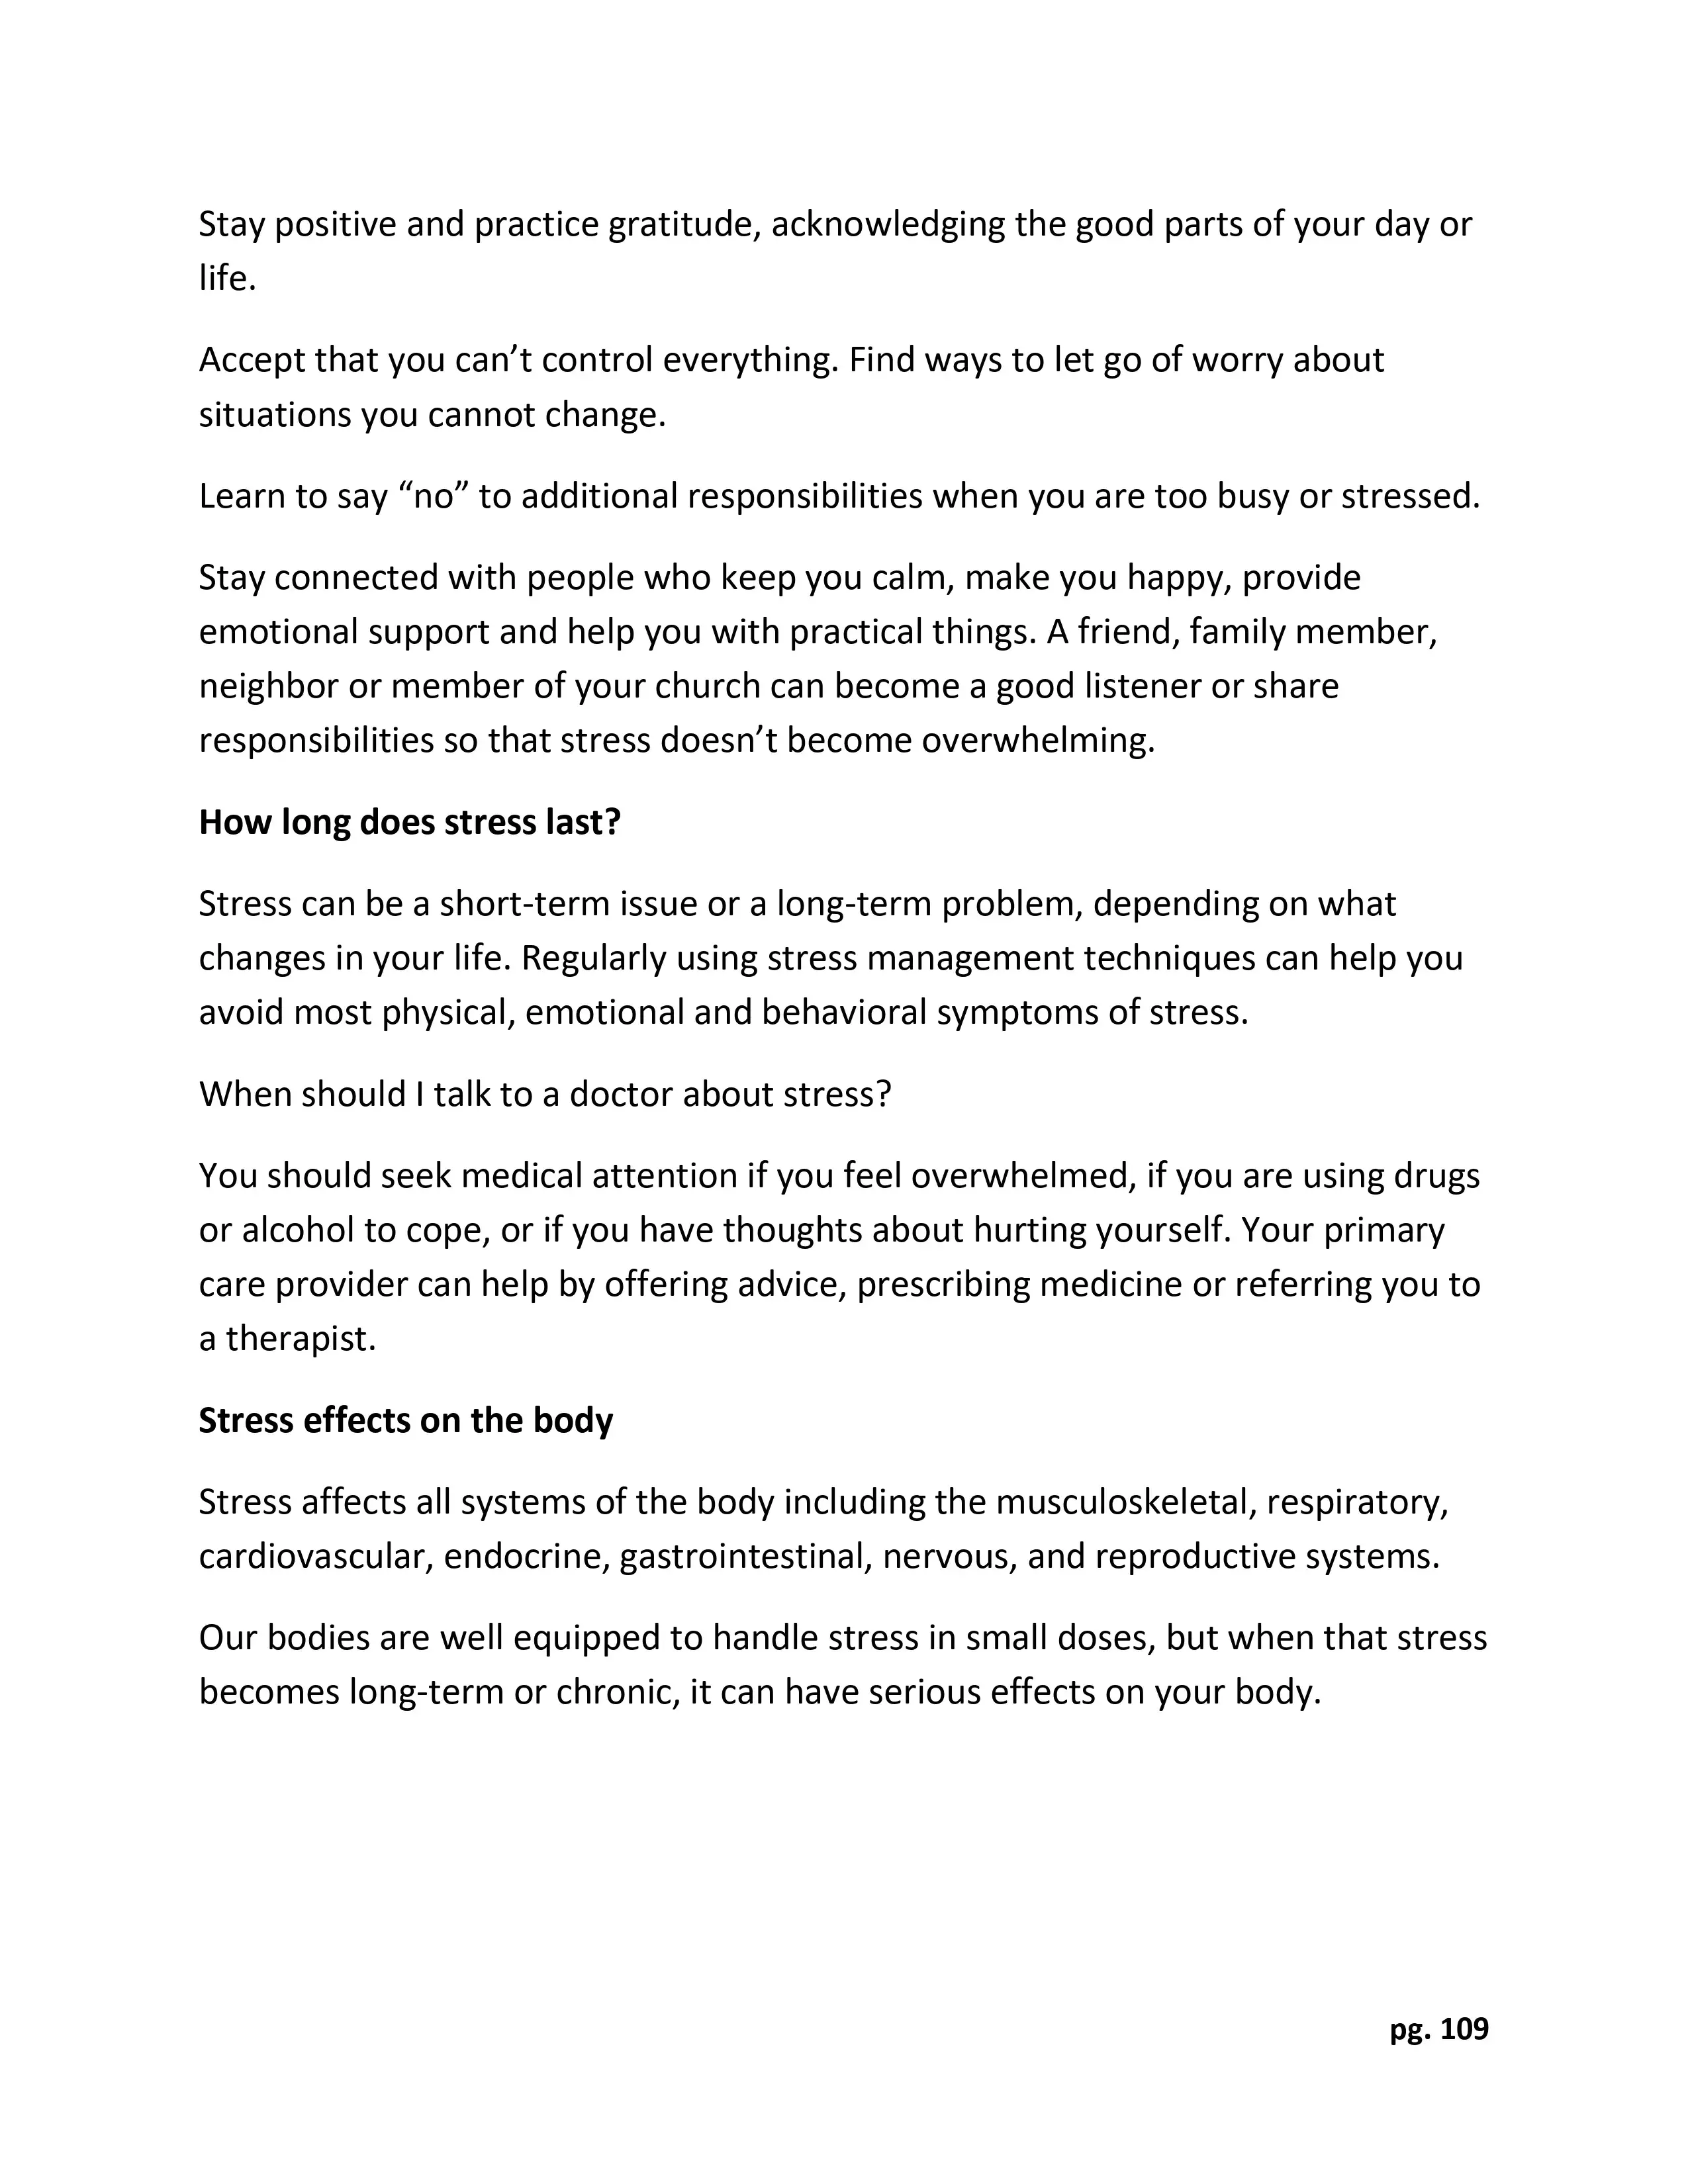 Stay positive and practice gratitude, acknowledging the good parts of your day or
life.
Accept that you can’t control everything. Find ways to let go of worry about
situations you cannot change.
Learn to say “no” to additional responsibilities when you are too busy or stressed.
Stay connected with people who keep you calm, make you happy, provide
emotional support and help you with practical things. A friend, family member,
neighbor or member of your church can become a good listener or share
responsibilities so that stress doesn’t become overwhelming.
How long does stress last?
Stress can be a short-term issue or a long-term problem, depending on what
changes in your life. Regularly using stress management techniques can help you
avoid most physical, emotional and behavioral symptoms of stress.
When should I talk to a doctor about stress?
You should seek medical attention if you feel overwhelmed, if you are using drugs
or alcohol to cope, or if you have thoughts about hurting yourself. Your primary
care provider can help by offering advice, prescribing medicine or referring you to
a therapist.
Stress effects on the body
Stress affects all systems of the body including the musculoskeletal, respiratory,
cardiovascular, endocrine, gastrointestinal, nervous, and reproductive systems.
Our bodies are well equipped to handle stress in small doses, but when that stress
becomes long-term or chronic, it can have serious effects on your body.
pg. 109